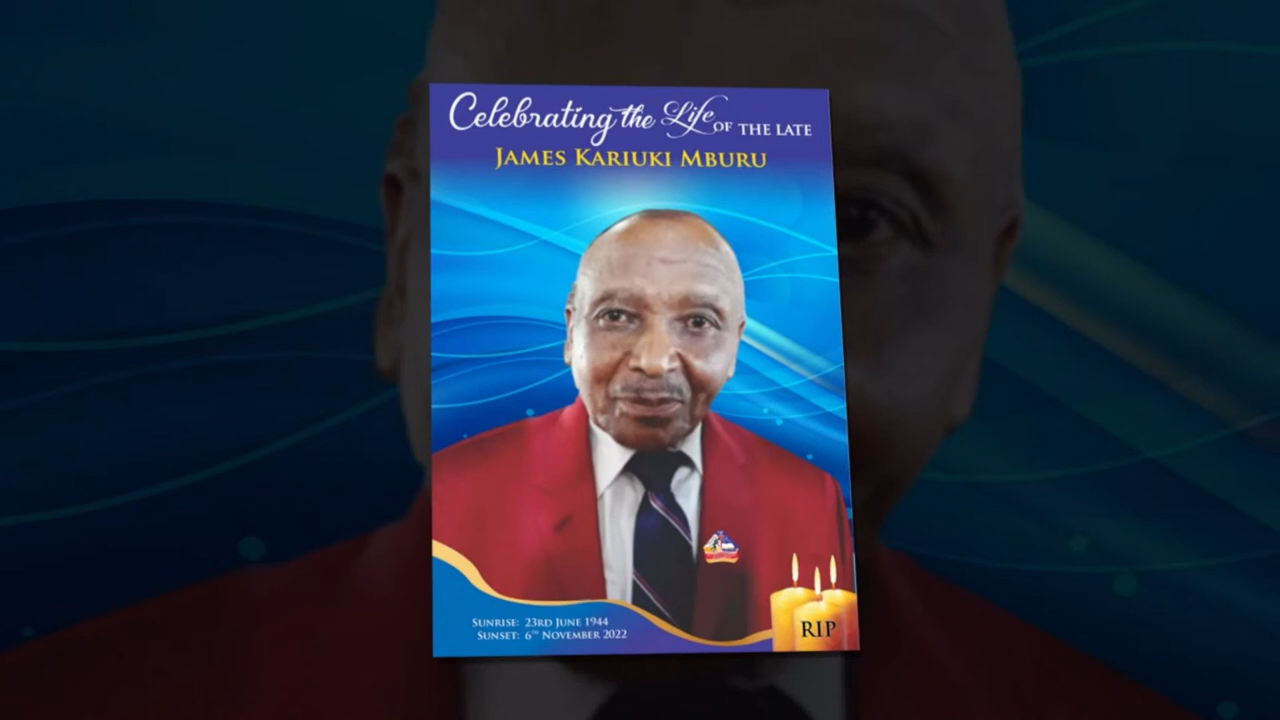 Celebrating the Life OF THE LATE
JAMES KARIUKI MBURU
SUNRISE: 23RD JUNE 1944
SUNSET: 6TH NOVEMBER 2022
RIP